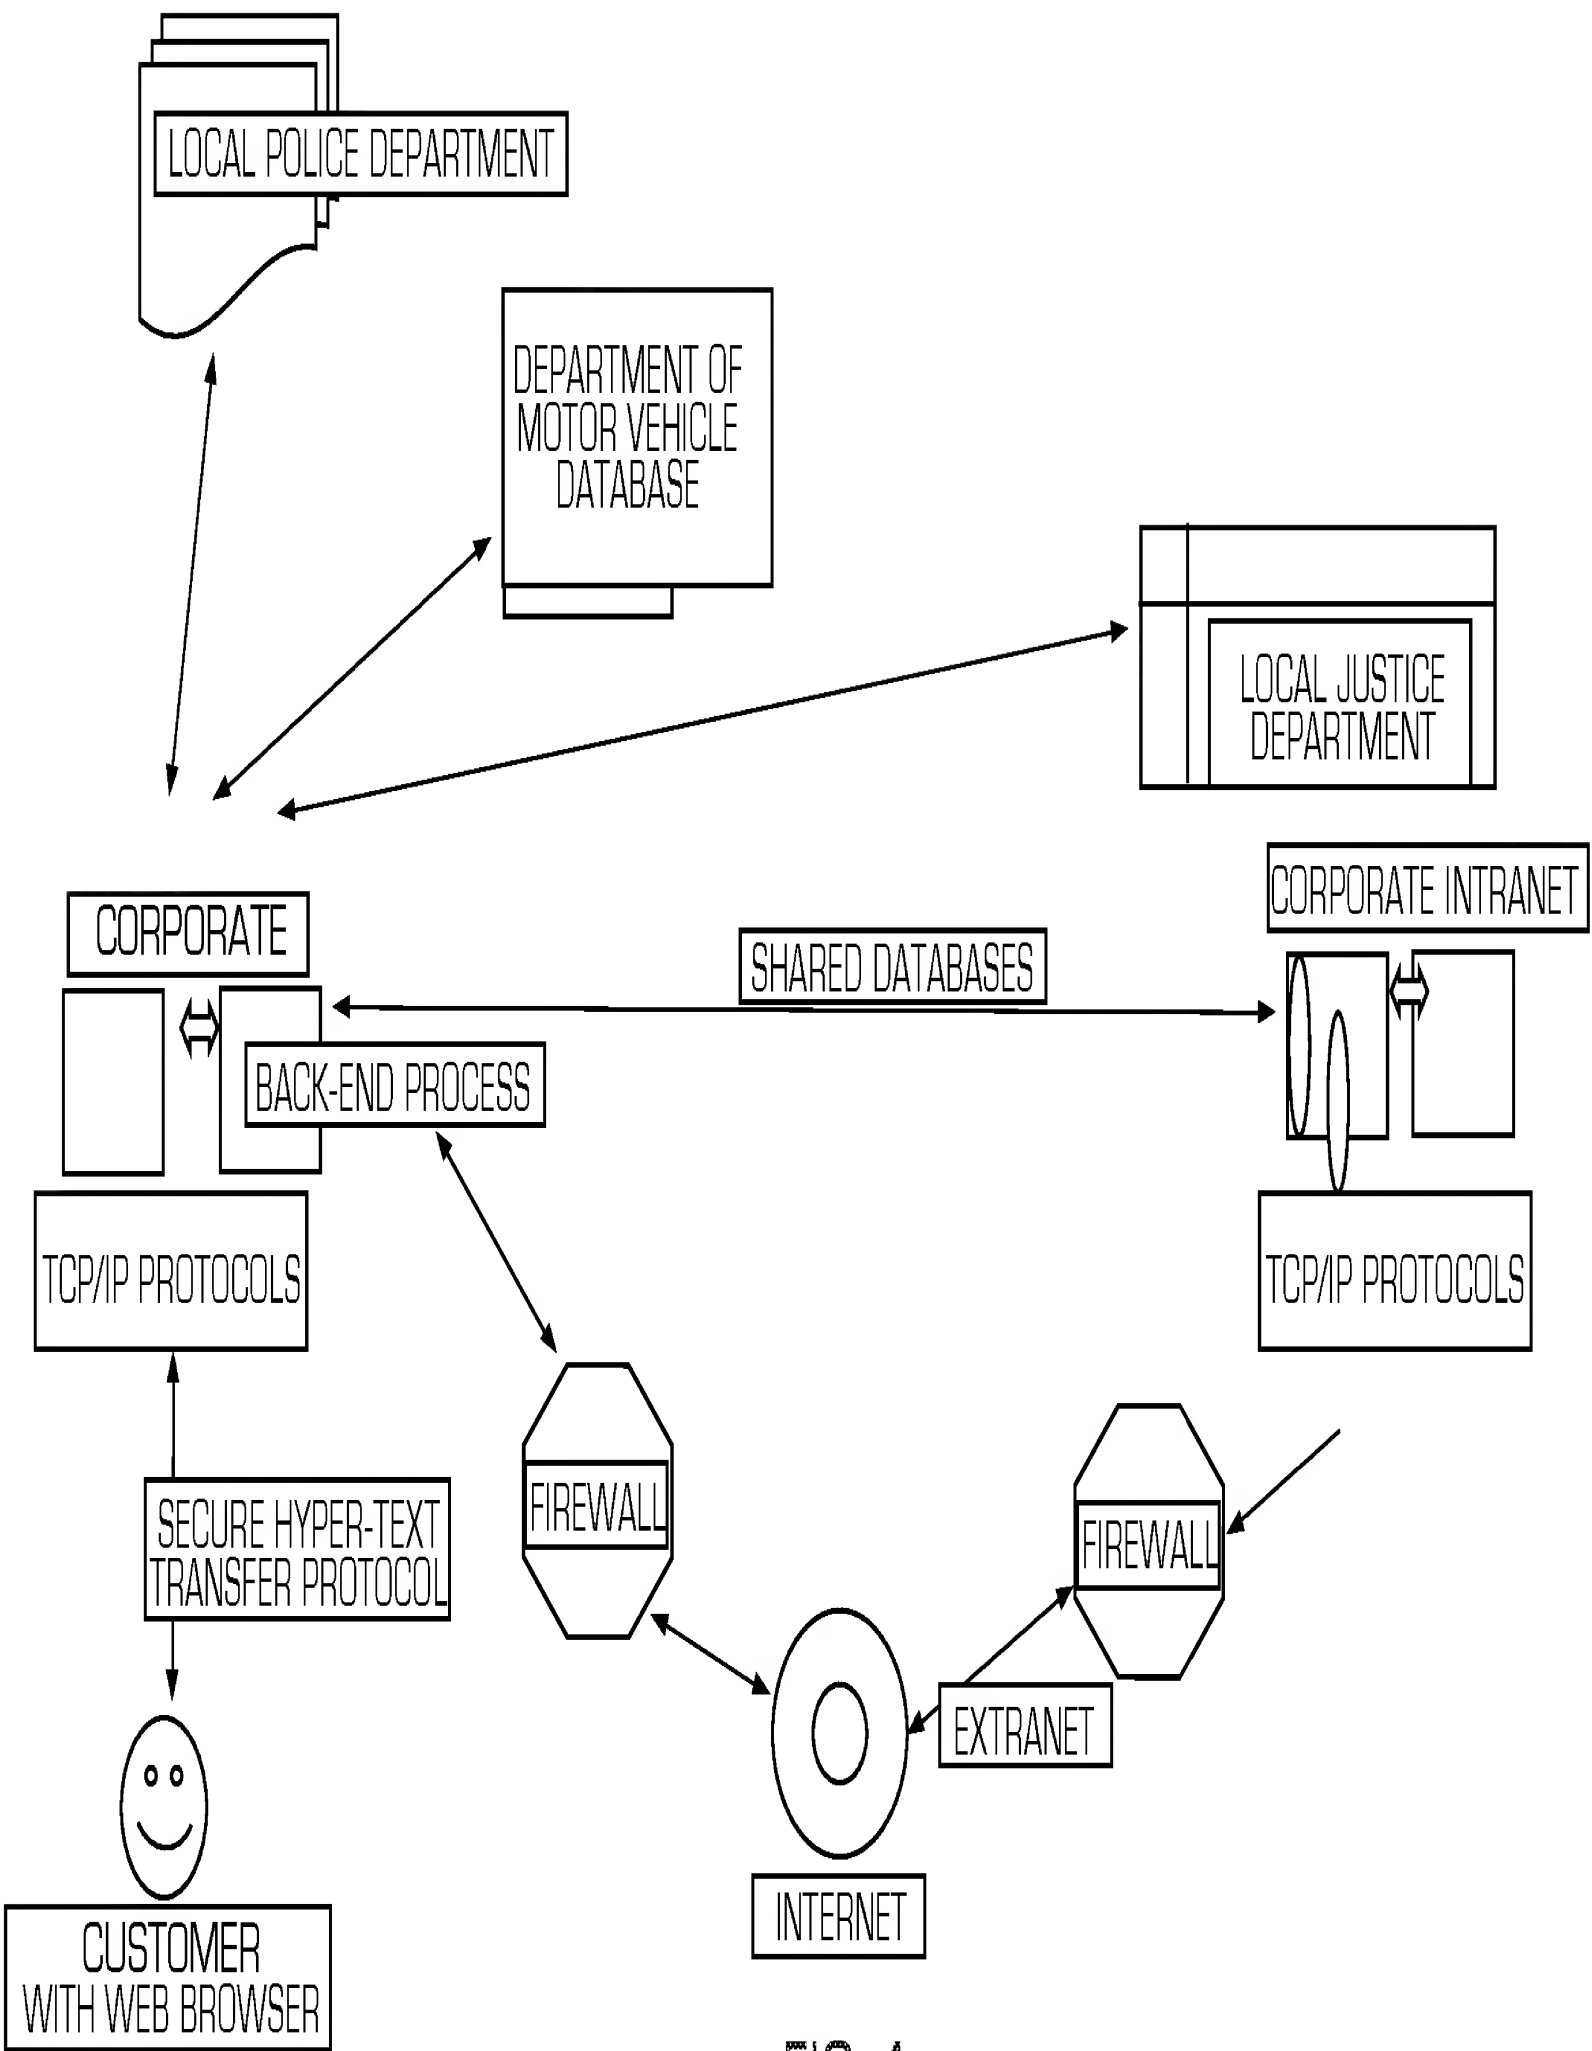 LOCAL POLICE DEPARTMENT
DEPARTMENT OF
MOTOR VEHICLE
DATABASE
LOCAL JUSTICE
DEPARTMENT
CORPORATE INTRANET
CORPORATE
SHARED DATABASES
BACK-END PROCESS
TCP/IP PROTOCOLS
TCP/IP PROTOCOLS
FIREWALL
FIREWALL
SECURE HYPER-TEXT
TRANSFER PROTOCOL
EXTRANET
INTERNET
CUSTOMER
WITH WEB BROWSER